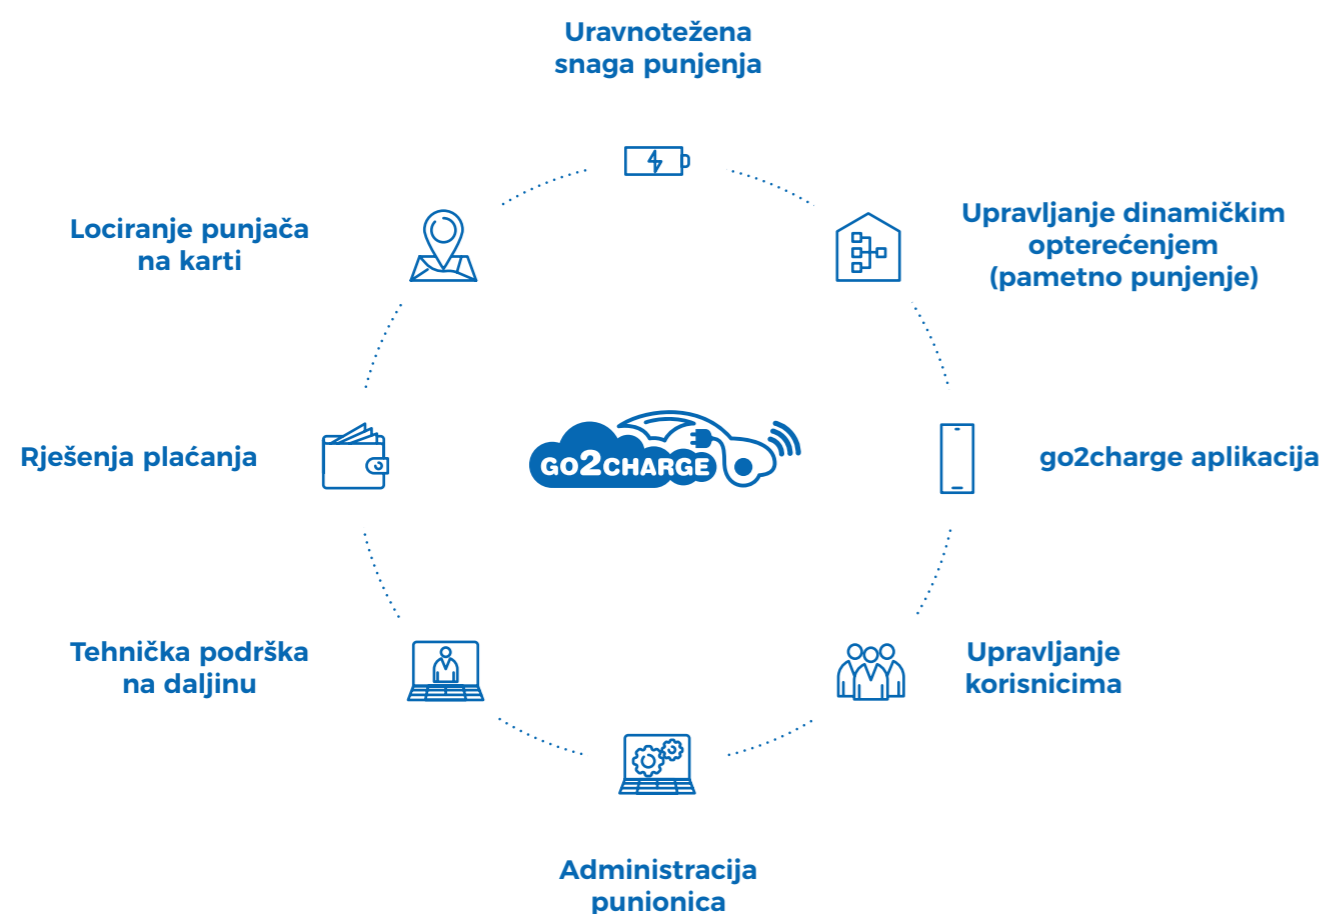 Uravnotežena
snaga punjenja
Lociranje punjača
na karti
Upravljanje dinamičkim
opterećenjem
(pametno punjenje)
Rješenja plaćanja
GO2CHARGE
go2charge aplikacija
Tehnička podrška
na daljinu
Upravljanje
korisnicima
Administracija
punionica